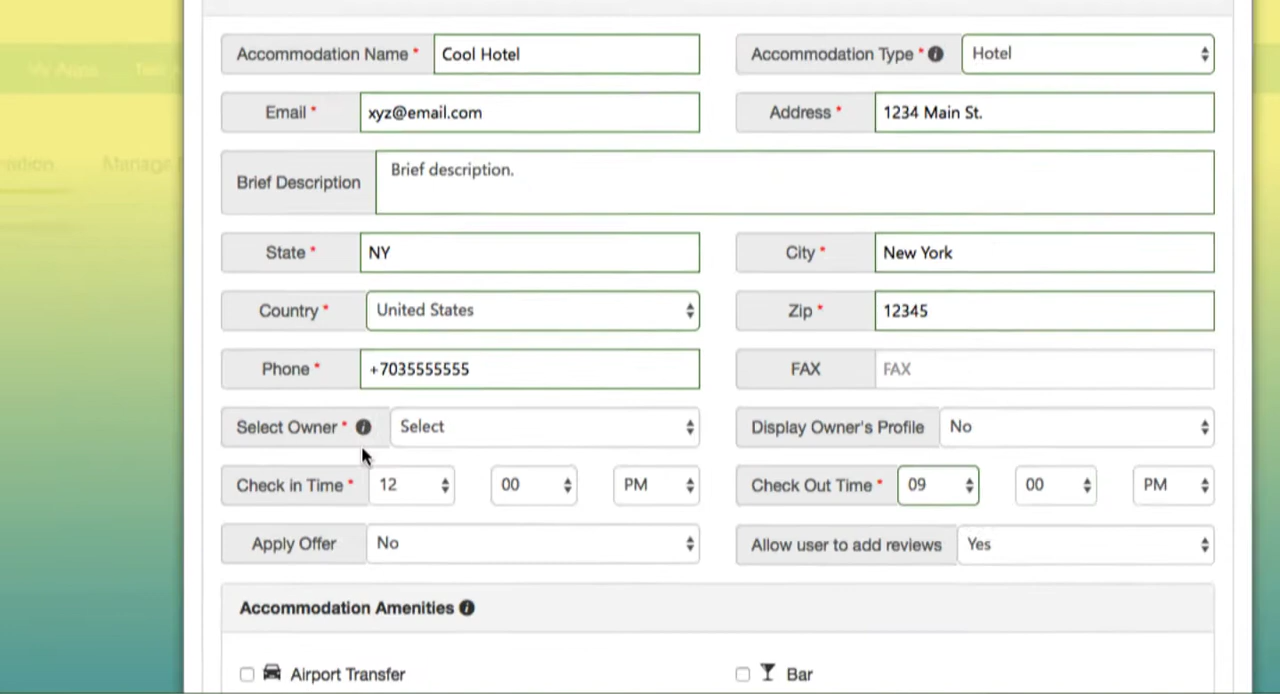 Accommodation Name * Cool Hotel Accommodation Type * Hotel
Email * xyz@email.com Address * 1234 Main St.
Brief Description Brief description.
State * NY City * New York
Country * United States Zip * 12345
Phone * +7035555555 FAX FAX
Select Owner * Select Display Owner's Profile No
Check in Time * 12 00 PM Check Out Time * 09 00 PM
Apply Offer No Allow user to add reviews Yes
Accommodation Amenities
Airport Transfer Bar
Manage